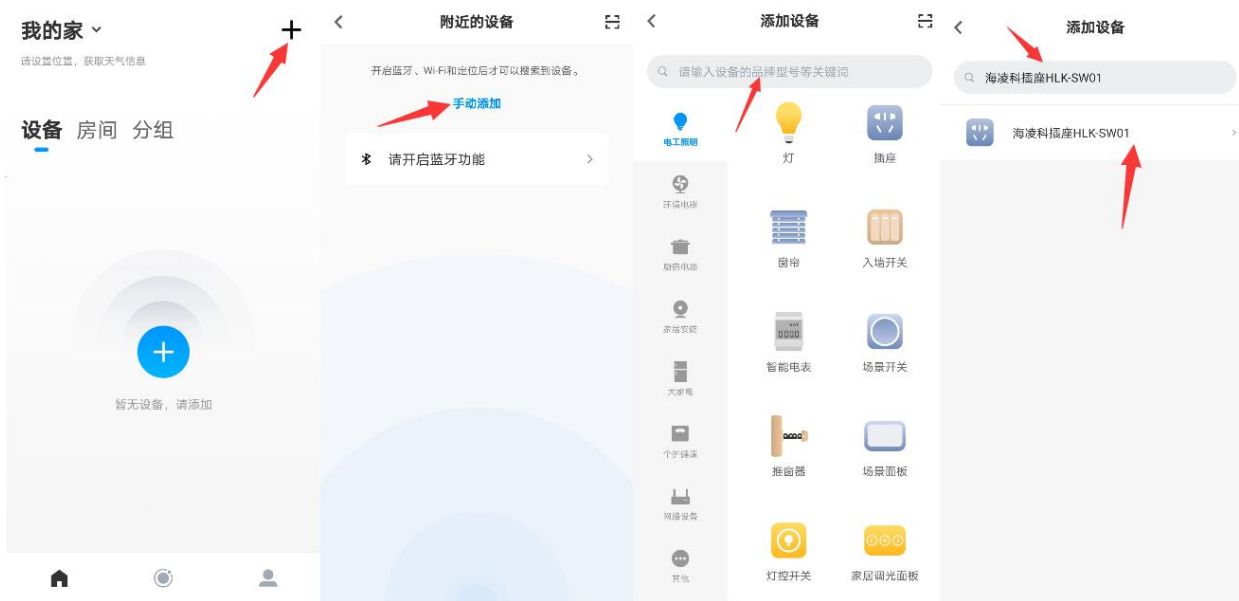 我的家
请设置位置，获取天气信息
设备 房间 分组
暂无设备，请添加
附近的设备
开启蓝牙、Wi-Fi和定位后才可以搜索到设备。
手动添加
请开启蓝牙功能
添加设备
请输入设备的品牌型号等关键词
电工照明
环境电器
厨房电器
家居安防
大家电
个护健康
网络设备
其他
灯
插座
窗帘
入墙开关
智能电表
场景开关
推窗器
场景面板
灯控开关
家居调光面板
添加设备
海凌科插座HLK-SW01
海凌科插座HLK-SW01